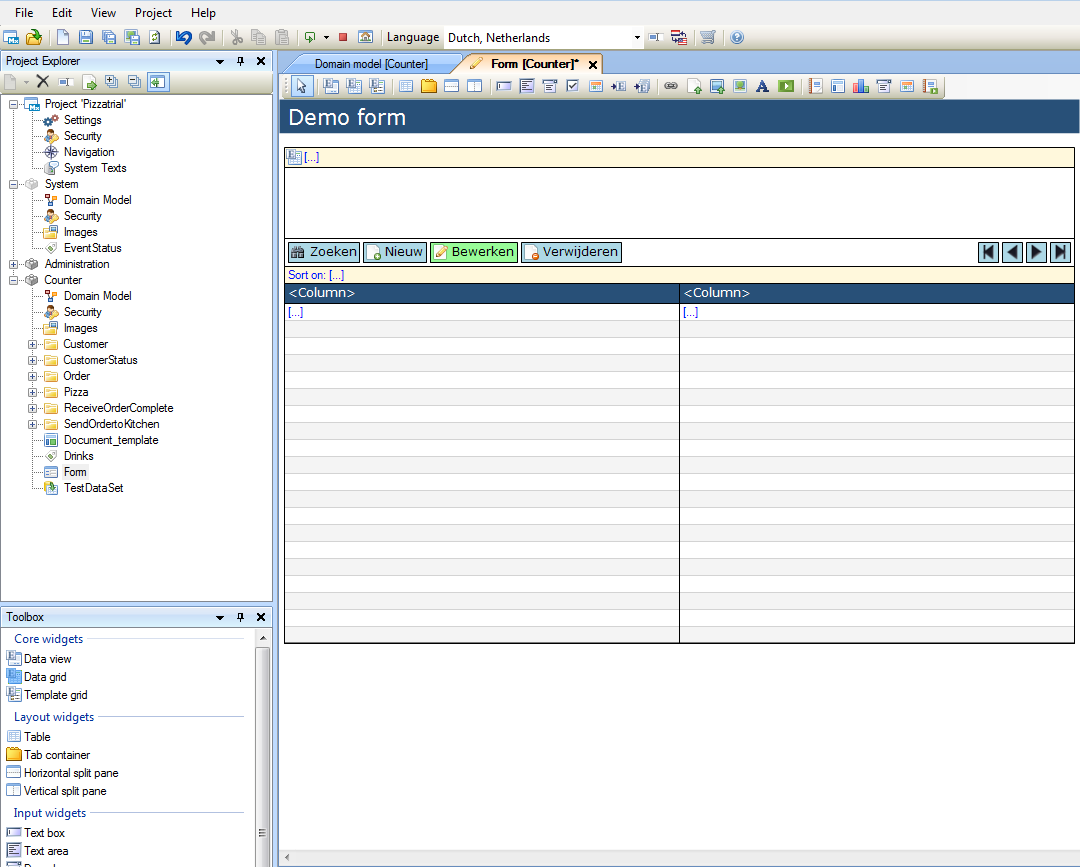 File Edit View Project Help
Language Dutch, Netherlands
Project Explorer
Project 'Pizzatrial'
Settings
Security
Navigation
System Texts
System
Domain Model
Security
Images
EventStatus
Administration
Counter
Domain Model
Security
Images
Customer
CustomerStatus
Order
Pizza
ReceiveOrderComplete
SendOrdertoKitchen
Document_template
Drinks
Form
TestDataSet
Toolbox
Core widgets
Data view
Data grid
Template grid
Layout widgets
Table
Tab container
Horizontal split pane
Vertical split pane
Input widgets
Text box
Text area
Domain model [Counter] Form [Counter]*
Demo form
[...]
Zoeken Nieuw Bewerken Verwijderen
Sort on: [...]
<Column> <Column>
[...] [...]